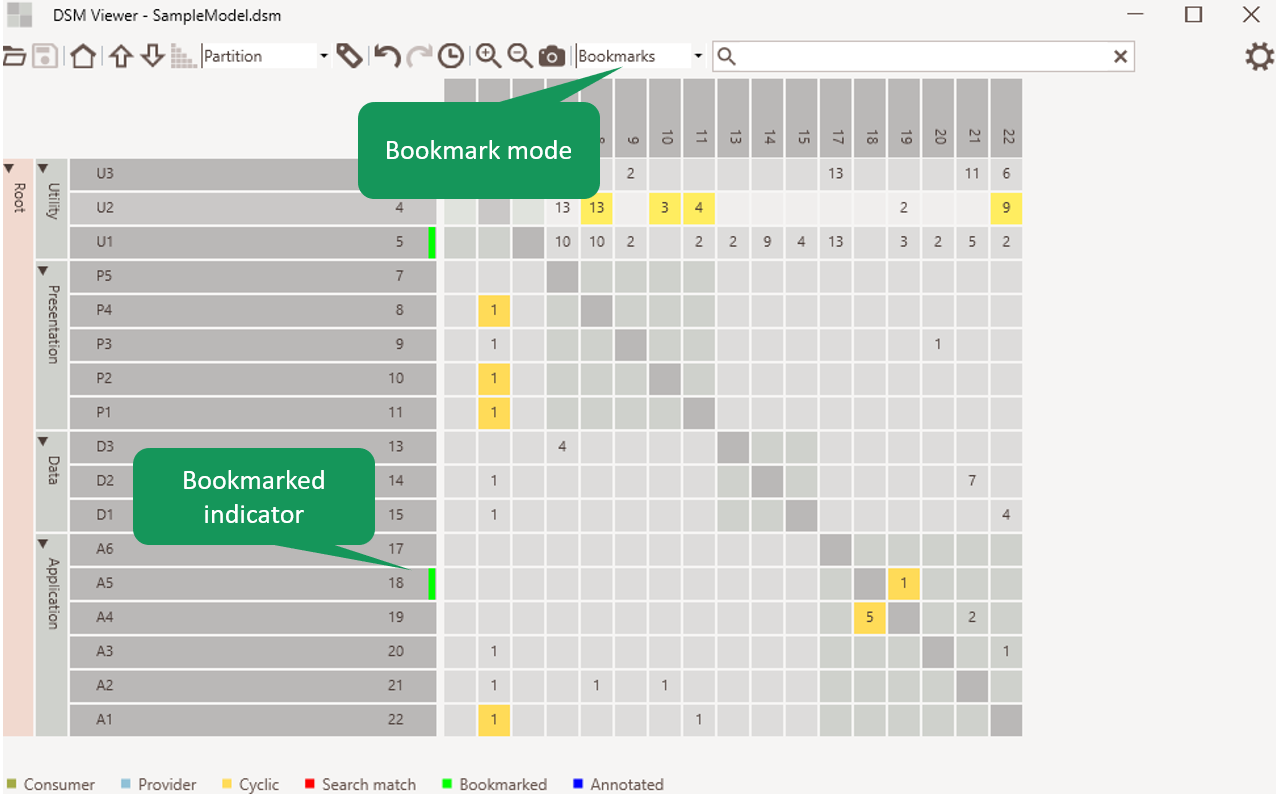 DSM Viewer - SampleModel.dsm
Partition Bookmarks
Bookmark mode
9 10 11 13 14 15 17 18 19 20 21 22
Root
Utility
U3 2 13 11 6
U2 4 13 13 3 4 2 9
U1 5 10 10 2 2 2 9 4 13 3 2 5 2
Presentation
P5 7
P4 8 1
P3 9 1 1
P2 10 1
P1 11 1
Data
D3 13 4
D2 14 1 7
D1 15 1 4
Bookmarked
indicator
Application
A6 17
A5 18 1
A4 19 5 2
A3 20 1 1
A2 21 1 1 1
A1 22 1 1
Consumer Provider Cyclic Search match Bookmarked Annotated